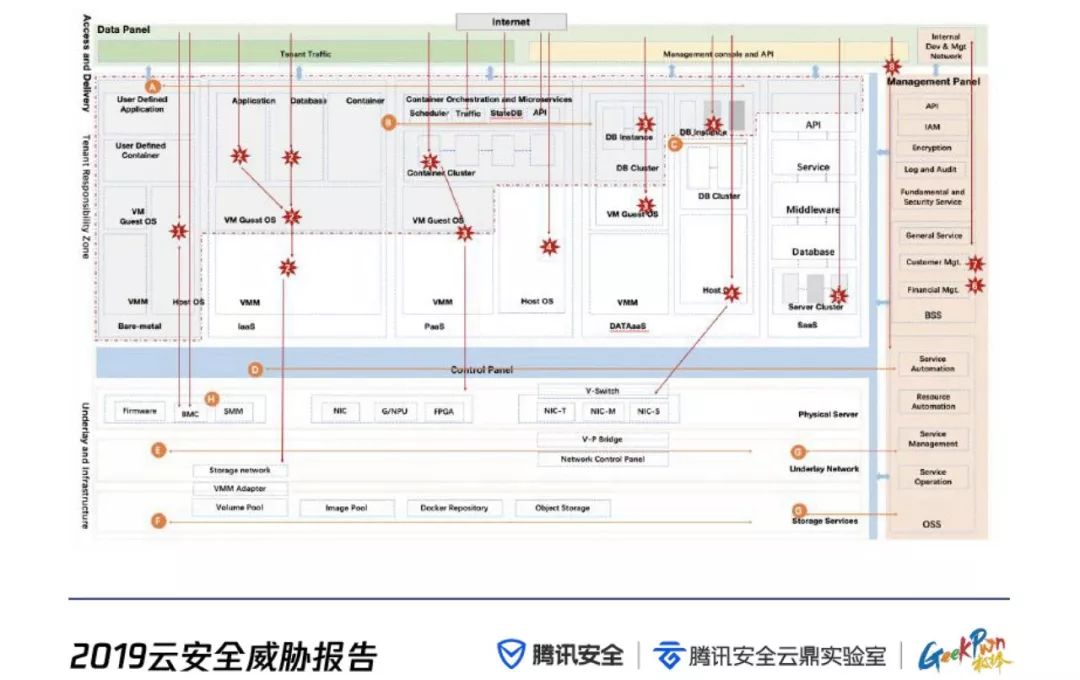 Internet
Data Panel
Access and Delivery
Tenant Traffic
Management console and API
Internal
Dev & Mgt
Network
8
Management Panel
A
User Defined
Application
Application
Database
Container
Container Orchestration and Microservices
Scheduler
Traffic
StateDB
API
B
3
4
DB Instance
DB Instance
C
API
API
IAM
Tenant Responsibility Zone
User Defined
Container
2
2
Container Cluster
DB Cluster
DB Cluster
Service
Encryption
Log and Audit
Fundamental and
Security Service
VM
Guest OS
1
VM Guest OS
2
VM Guest OS
3
VM Guest OS
3
4
Middleware
General Service
Database
Customer Mgt.
7
2
VMM
Host OS
VMM
VMM
Host OS
VMM
Server Cluster
5
Financial Mgt.
6
Bare-metal
IaaS
PaaS
DATAaaS
SaaS
BSS
D
Control Panel
Service
Automation
Underlay and Infrastructure
H
V-Switch
Firmware
BMC
SMM
NIC
G/NPU
FPGA
NIC-T
NIC-M
NIC-S
Physical Server
Resource
Automation
V-P Bridge
E
G
Service
Management
Network Control Panel
Underlay Network
Storage network
Service
Operation
VMM Adapter
Volume Pool
Image Pool
Docker Repository
Object Storage
F
G
Storage Services
OSS
2019云安全威胁报告
腾讯安全
腾讯安全云鼎实验室
GeekPwn
极棒